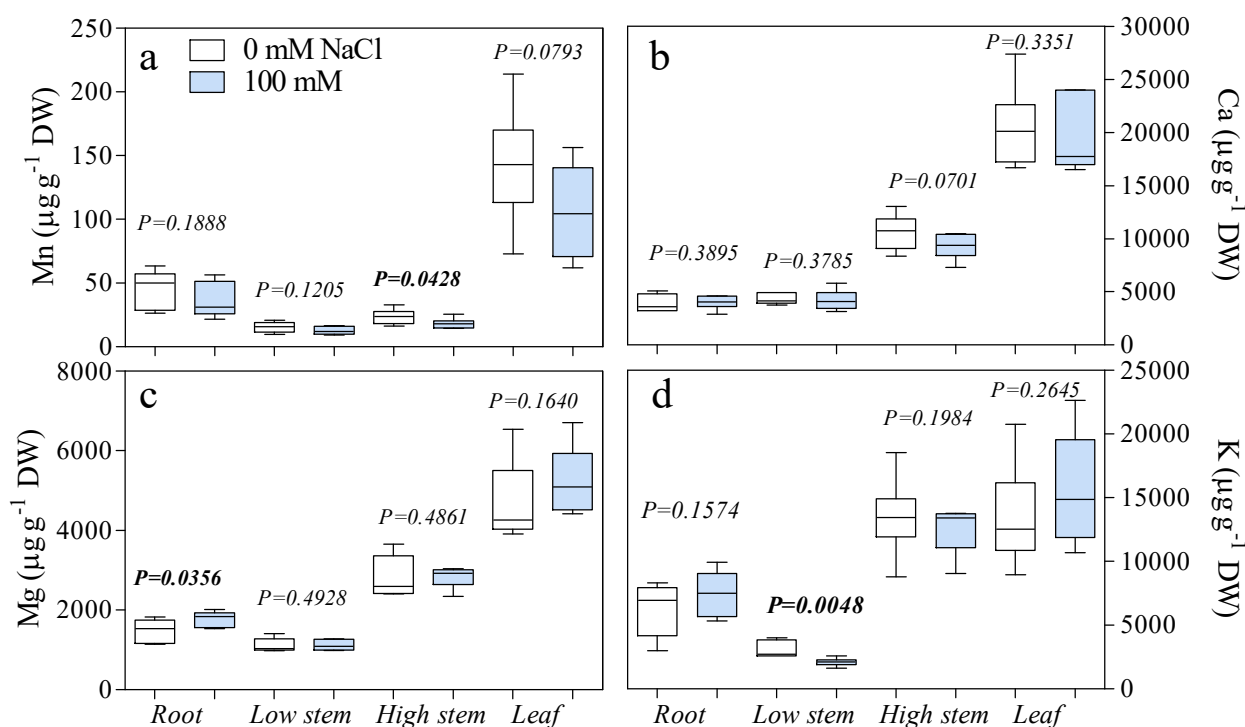 a
0 mM NaCl
100 mM
P=0.0793
P=0.1888
P=0.1205
P=0.0428
Mn (µg g-1 DW)
250
200
150
100
50
0
b
P=0.3351
P=0.0701
P=0.3895
P=0.3785
30000
25000
20000
15000
10000
5000
0
Ca (µg g-1 DW)
c
P=0.1640
P=0.4861
P=0.0356
P=0.4928
Mg (µg g-1 DW)
8000
6000
4000
2000
0
Root Low stem High stem Leaf
d
P=0.2645
P=0.1984
P=0.1574
P=0.0048
25000
20000
15000
10000
5000
0
K (µg g-1 DW)
Root Low stem High stem Leaf